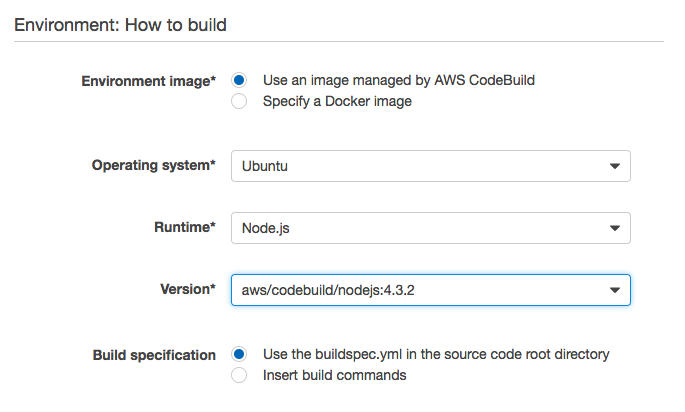 Environment: How to build
Environment image* Use an image managed by AWS CodeBuild
Specify a Docker image
Operating system* Ubuntu
Runtime* Node.js
Version* aws/codebuild/nodejs:4.3.2
Build specification Use the buildspec.yml in the source code root directory
Insert build commands